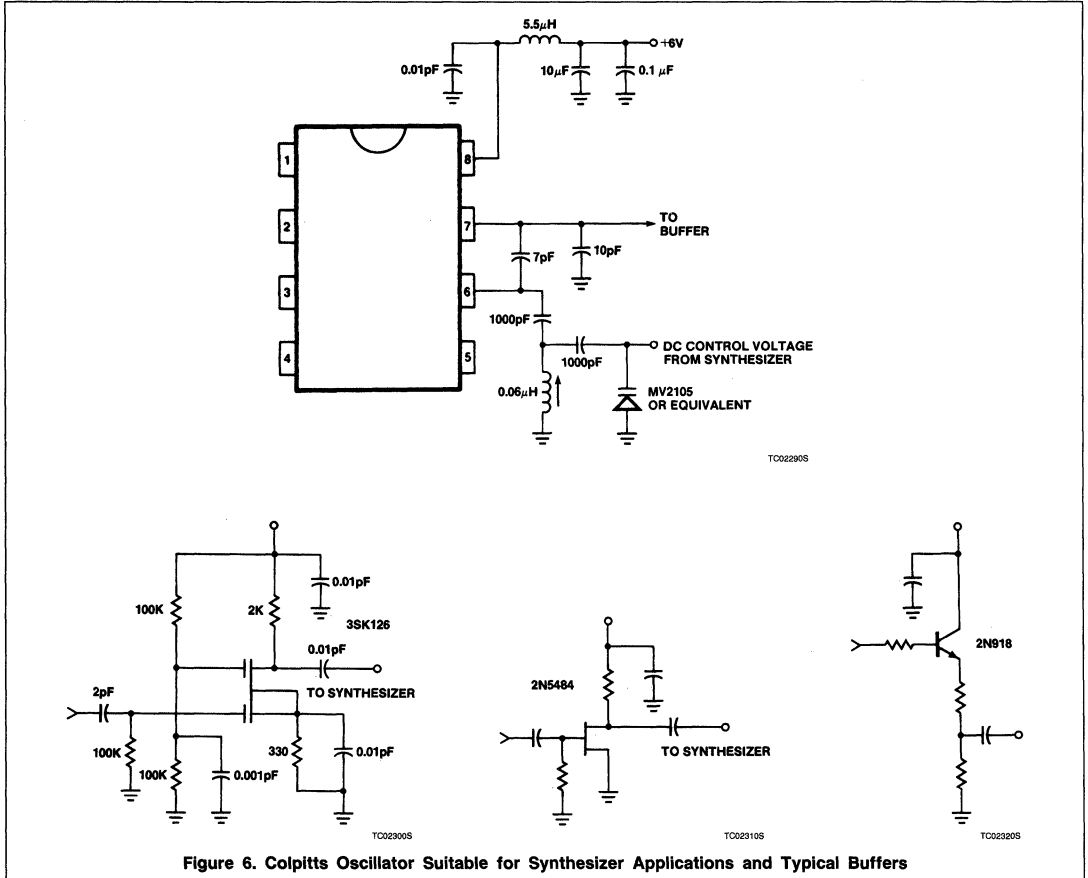 5.5μH
+6V
0.01pF
10μF
0.1 μF
1
8
2
7
TO
BUFFER
7pF
10pF
3
6
1000pF
4
5
DC CONTROL VOLTAGE
FROM SYNTHESIZER
1000pF
0.06μH
MV2105
OR EQUIVALENT
TC02290S
0.01pF
100K
2K
3SK126
0.01pF
TO SYNTHESIZER
2pF
100K
100K
0.001pF
330
0.01pF
TC02300S
2N5484
TO SYNTHESIZER
TC02310S
2N918
TC02320S
Figure 6. Colpitts Oscillator Suitable for Synthesizer Applications and Typical Buffers